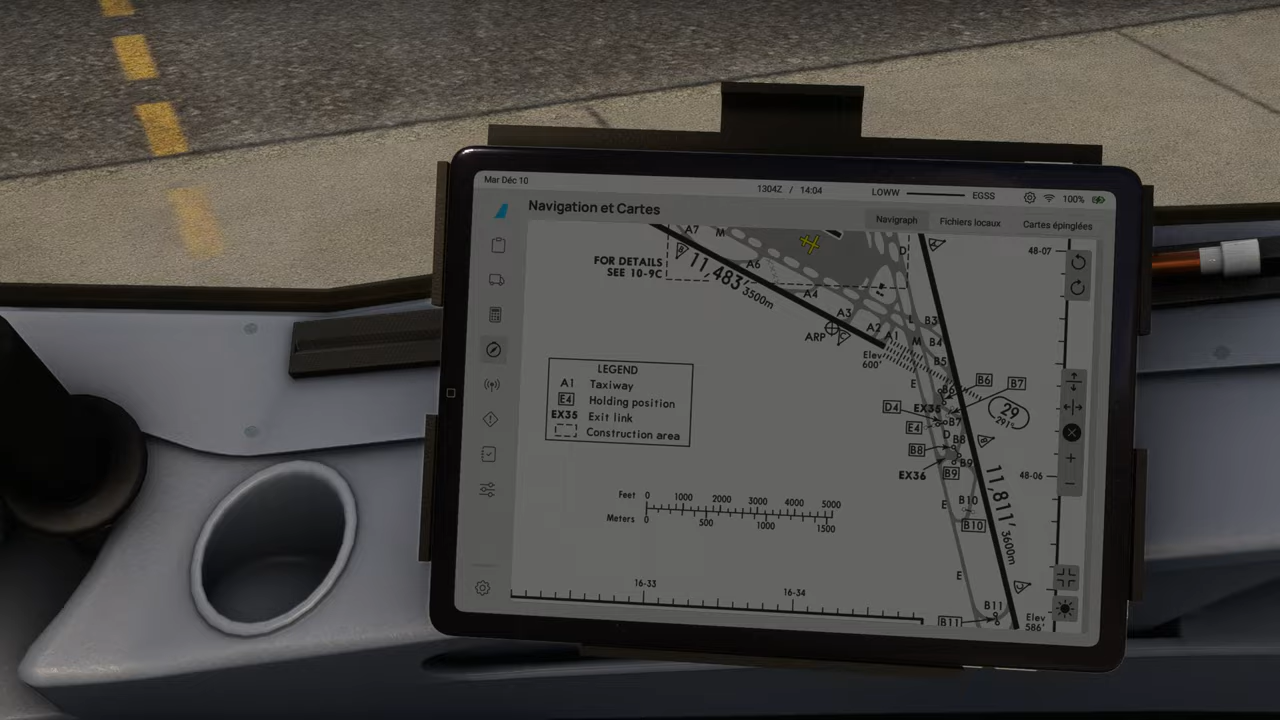 Mar Déc 10
1304Z / 14:04
LOWW
EGSS
100%
Navigation et Cartes
Navigraph
Fichiers locaux
Cartes épinglées
A7
M
D
48-07
FOR DETAILS
SEE 10-9C
11,483'
3500m
A6
A4
A3
A2
A1
ARP
Elev
600'
L
B3
M
B4
B5
E
B6
B6
B7
29
291°
LEGEND
A1 Taxiway
E4 Holding position
EX35 Exit link
Construction area
D4
EX35
E4
B7
D
B8
B8
B9
EX36
B9
48-06
11,811'
3600m
E
B10
B10
Feet 0 1000 2000 3000 4000 5000
Meters 0 500 1000 1500
16-33
16-34
E
B11
B11
Elev
586'